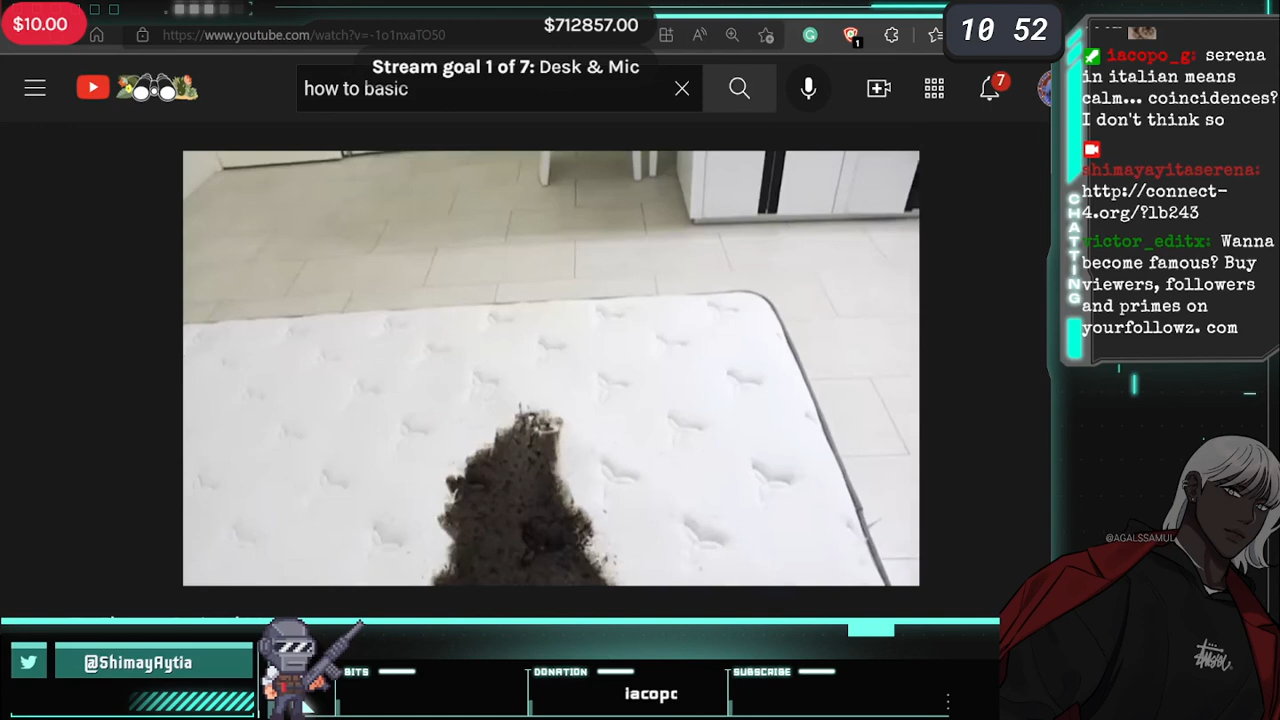 $10.00
https://www.youtube.com/watch?v=-1o1nxaTO50
$712857.00
10 52
Stream goal 1 of 7: Desk & Mic
how to basic
1
7
iacopo_g: serena
in italian means
calm... coincidences?
I don't think so
shimayayitaserena:
http://connect-
4.org/?lb243
victor_editx: Wanna
become famous? Buy
viewers, followers
and primes on
yourfollowz. com
CHATTING
@AGALSSAMUL
@ShimayAytia
BITS
DONATION
SUBSCRIBE
iacopc